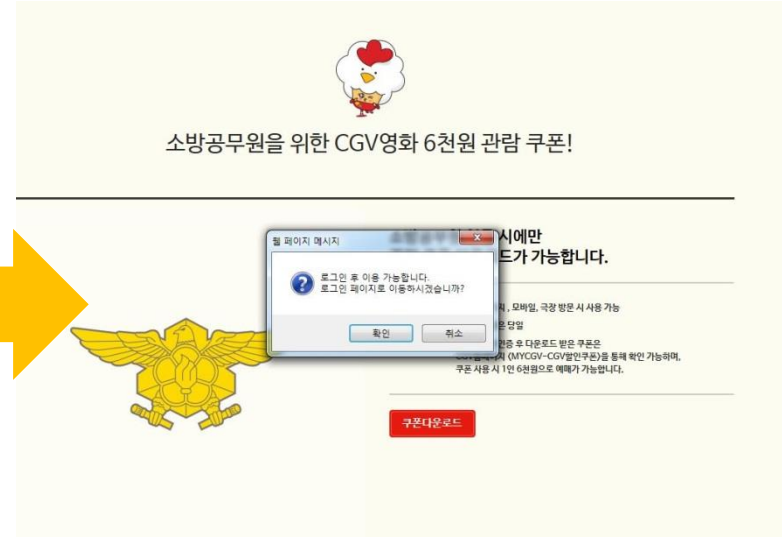 소방공무원을 위한 CGV영화 6천원 관람 쿠폰!
웹 페이지 메시지
시에만
드가 가능합니다.
로그인 후 이용 가능합니다.
로그인 페이지로 이동하시겠습니까?
, 모바일, 극장 방문 시 사용 가능
은 당일
확인
취소
증 후 다운로드 받은 쿠폰은
(MYCGV-CGV할인쿠폰)을 통해 확인 가능하며,
쿠폰 사용 시 1인 6천원으로 예매가 가능합니다.
쿠폰다운로드